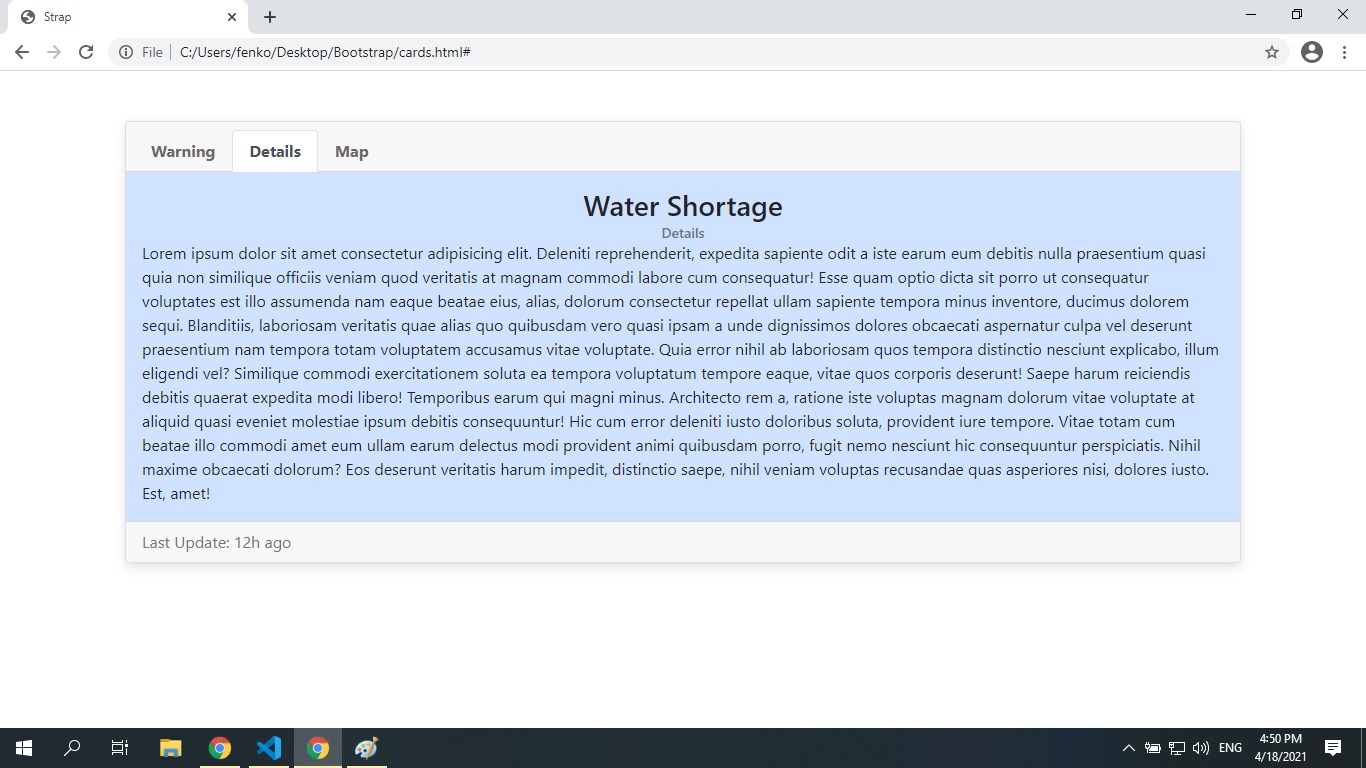 Strap
File
C:/Users/fenko/Desktop/Bootstrap/cards.html#
Warning
Details
Map
Water Shortage
Details
Lorem ipsum dolor sit amet consectetur adipisicing elit. Deleniti reprehenderit, expedita sapiente odit a iste earum eum debitis nulla praesentium quasi
quia non similique officiis veniam quod veritatis at magnam commodi labore cum consequatur! Esse quam optio dicta sit porro ut consequatur
voluptates est illo assumenda nam eaque beatae eius, alias, dolorum consectetur repellat ullam sapiente tempora minus inventore, ducimus dolorem
sequi. Blanditiis, laboriosam veritatis quae alias quo quibusdam vero quasi ipsam a unde dignissimos dolores obcaecati aspernatur culpa vel deserunt
praesentium nam tempora totam voluptatem accusamus vitae voluptate. Quia error nihil ab laboriosam quos tempora distinctio nesciunt explicabo, illum
eligendi vel? Similique commodi exercitationem soluta ea tempora voluptatum tempore eaque, vitae quos corporis deserunt! Saepe harum reiciendis
debitis quaerat expedita modi libero! Temporibus earum qui magni minus. Architecto rem a, ratione iste voluptas magnam dolorum vitae voluptate at
aliquid quasi eveniet molestiae ipsum debitis consequuntur! Hic cum error deleniti iusto doloribus soluta, provident iure tempore. Vitae totam cum
beatae illo commodi amet eum ullam earum delectus modi provident animi quibusdam porro, fugit nemo nesciunt hic consequuntur perspiciatis. Nihil
maxime obcaecati dolorum? Eos deserunt veritatis harum impedit, distinctio saepe, nihil veniam voluptas recusandae quas asperiores nisi, dolores iusto.
Est, amet!
Last Update: 12h ago
ENG
4:50 PM
4/18/2021